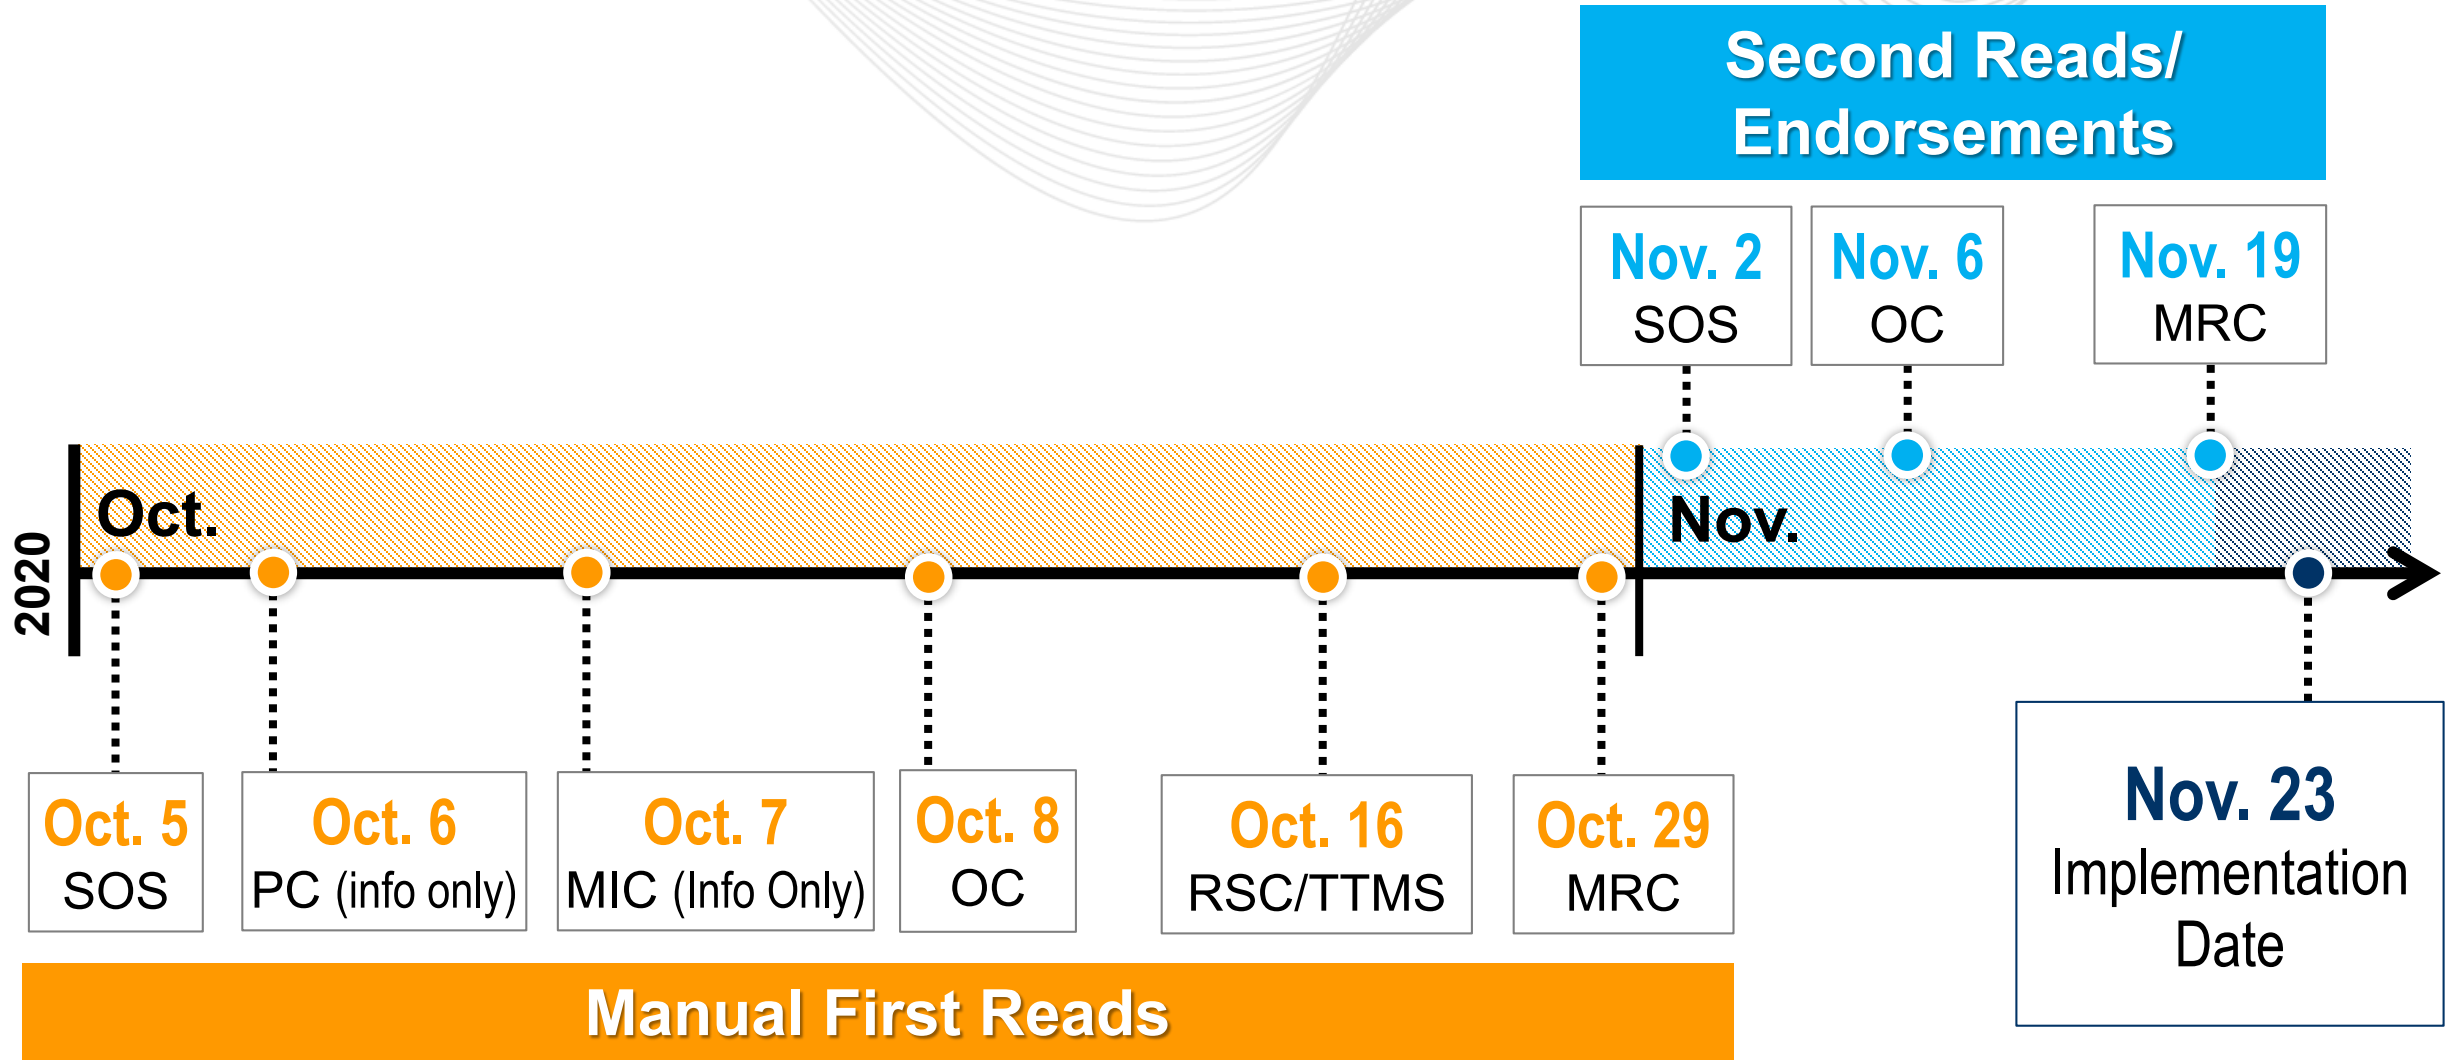 Second Reads/
Endorsements
Nov. 2
SOS
Nov. 6
OC
Nov. 19
MRC
2020
Oct.
Nov.
Oct. 5
SOS
Oct. 6
PC (info only)
Oct. 7
MIC (Info Only)
Oct. 8
OC
Oct. 16
RSC/TTMS
Oct. 29
MRC
Nov. 23
Implementation
Date
Manual First Reads